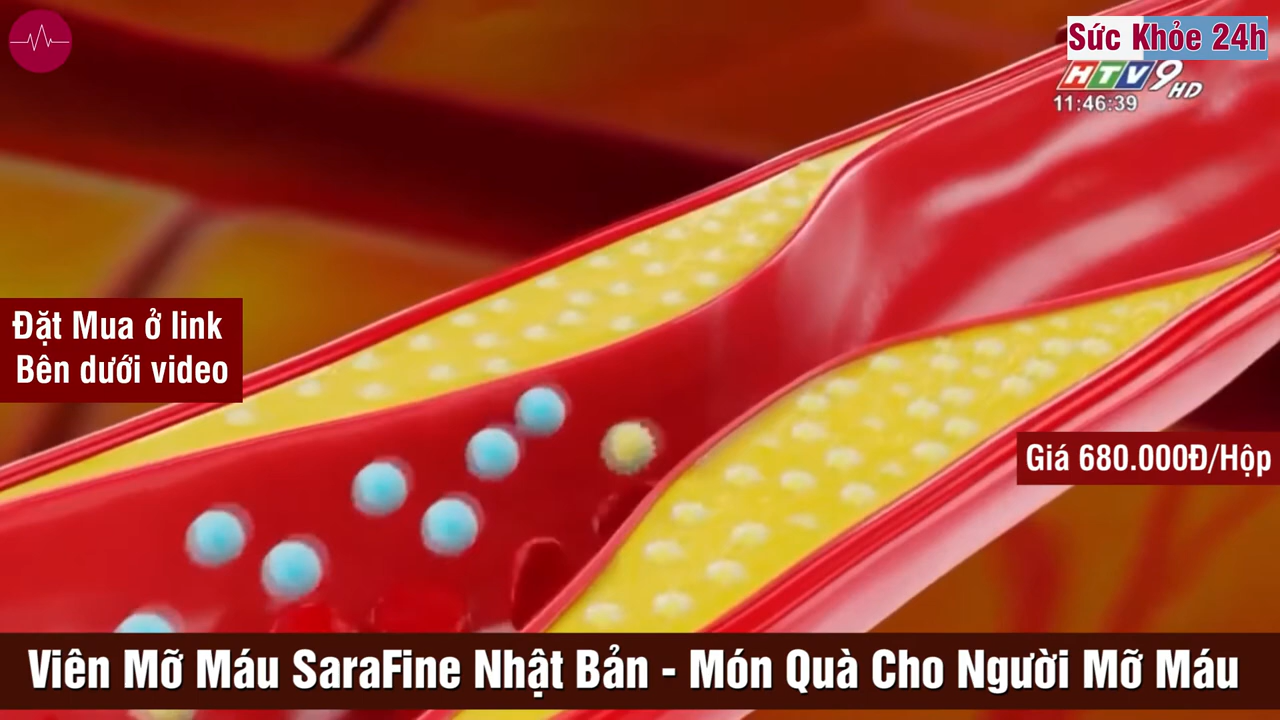 Sức Khỏe 24h
HTV9 HD
11:46:39
Đặt Mua ở link
Bên dưới video
Giá 680.000Đ/Hộp
Viên Mỡ Máu SaraFine Nhật Bản - Món Quà Cho Người Mỡ Máu